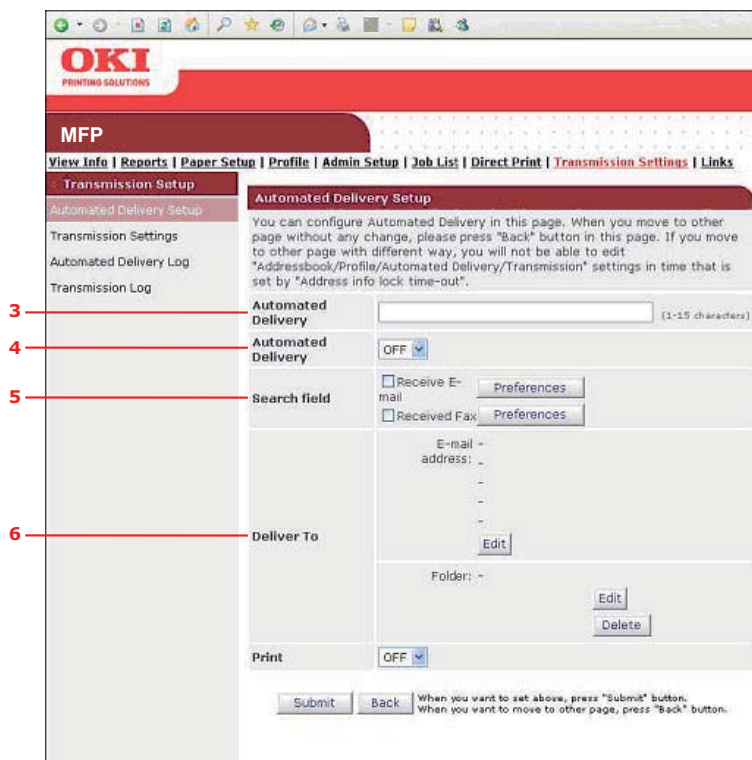 OKI
PRINTING SOLUTIONS
MFP
View Info | Reports | Paper Setup | Profile | Admin Setup | Job List | Direct Print | Transmission Settings | Links
Transmission Setup
Automated Delivery Setup
Transmission Settings
Automated Delivery Log
Transmission Log
Automated Delivery Setup
You can configure Automated Delivery in this page. When you move to other
page without any change, please press "Back" button in this page. If you move
to other page with different way, you will not be able to edit
"Addressbook/Profile/Automated Delivery/Transmission" settings in time that is
set by "Address info lock time-out".
3
Automated
Delivery
(1-15 characters)
4
Automated
Delivery
OFF
5
Search field
Receive E-
mail
Preferences
Received Fax
Preferences
6
Deliver To
E-mail -
address: -
-
-
-
Edit
Folder: -
Edit
Delete
Print
OFF
Submit
Back
When you want to set above, press "Submit" button.
When you want to move to other page, press "Back" button.